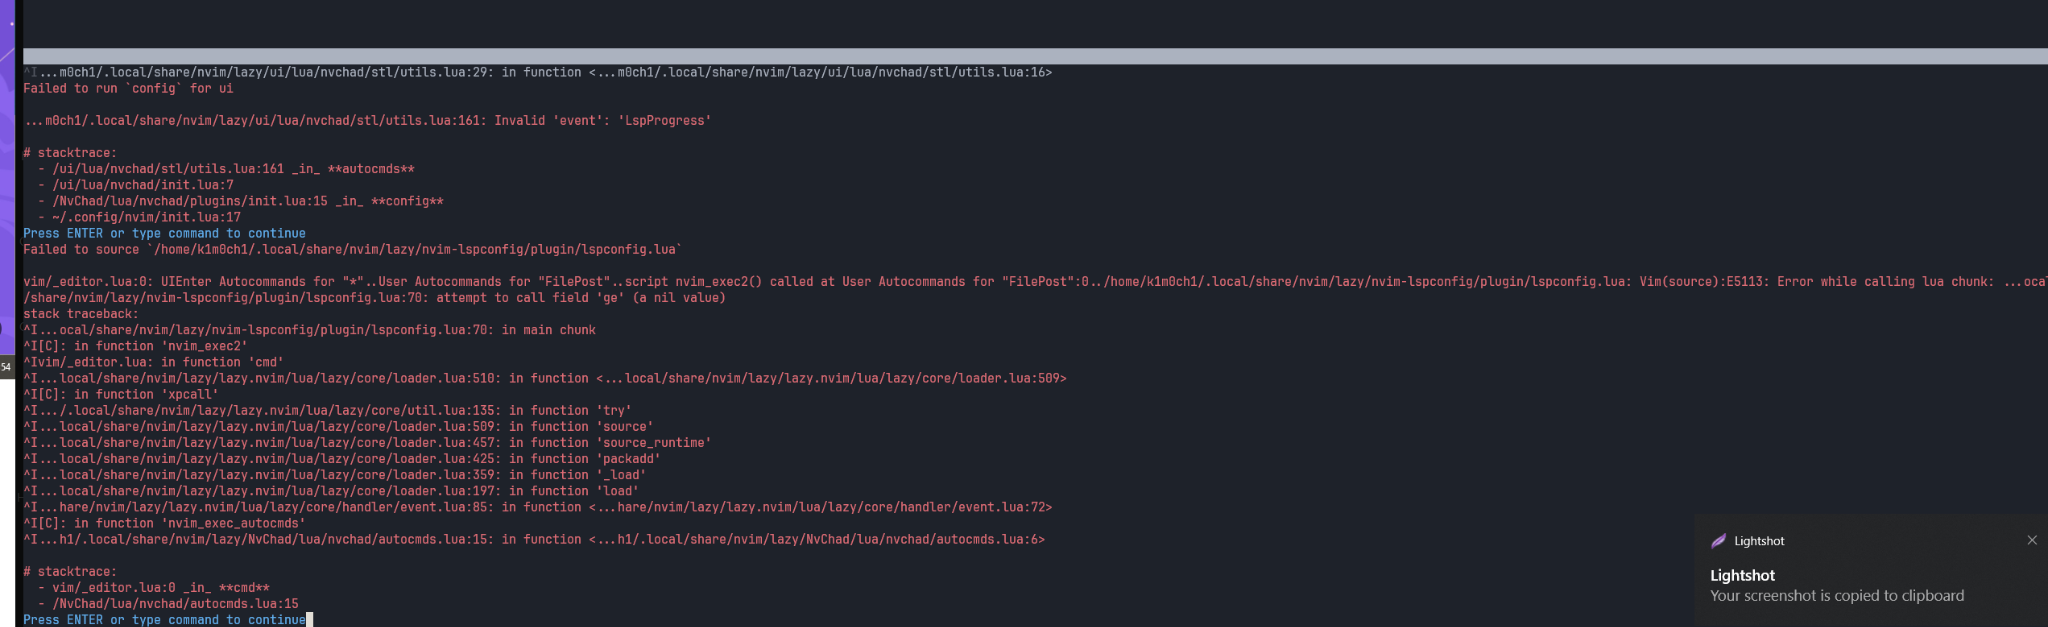 ^I...m0ch1/.local/share/nvim/lazy/ui/lua/nvchad/stl/utils.lua:29: in function <...m0ch1/.local/share/nvim/lazy/ui/lua/nvchad/stl/utils.lua:16>
Failed to run `config` for ui
...m0ch1/.local/share/nvim/lazy/ui/lua/nvchad/stl/utils.lua:161: Invalid 'event': 'LspProgress'
# stacktrace:
- /ui/lua/nvchad/stl/utils.lua:161 _in_ **autocmds**
- /ui/lua/nvchad/init.lua:7
- /NvChad/lua/nvchad/plugins/init.lua:15 _in_ **config**
- ~/.config/nvim/init.lua:17
Press ENTER or type command to continue
Failed to source `/home/k1m0ch1/.local/share/nvim/lazy/nvim-lspconfig/plugin/lspconfig.lua`
vim/_editor.lua:0: UIEnter Autocommands for "*"..User Autocommands for "FilePost"..script nvim_exec2() called at User Autocommands for "FilePost":0../home/k1m0ch1/.local/share/nvim/lazy/nvim-lspconfig/plugin/lspconfig.lua: Vim(source):E5113: Error while calling lua chunk: ...ocal
/share/nvim/lazy/nvim-lspconfig/plugin/lspconfig.lua:70: attempt to call field 'ge' (a nil value)
stack traceback:
^I...ocal/share/nvim/lazy/nvim-lspconfig/plugin/lspconfig.lua:70: in main chunk
^I[C]: in function 'nvim_exec2'
^Ivim/_editor.lua: in function 'cmd'
^I...local/share/nvim/lazy/lazy.nvim/lua/lazy/core/loader.lua:510: in function <...local/share/nvim/lazy/lazy.nvim/lua/lazy/core/loader.lua:509>
^I[C]: in function 'xpcall'
^I.../.local/share/nvim/lazy/lazy.nvim/lua/lazy/core/util.lua:135: in function 'try'
^I...local/share/nvim/lazy/lazy.nvim/lua/lazy/core/loader.lua:509: in function 'source'
^I...local/share/nvim/lazy/lazy.nvim/lua/lazy/core/loader.lua:457: in function 'source_runtime'
^I...local/share/nvim/lazy/lazy.nvim/lua/lazy/core/loader.lua:425: in function 'packadd'
^I...local/share/nvim/lazy/lazy.nvim/lua/lazy/core/loader.lua:359: in function '_load'
^I...local/share/nvim/lazy/lazy.nvim/lua/lazy/core/loader.lua:197: in function 'load'
^I...hare/nvim/lazy/lazy.nvim/lua/lazy/core/handler/event.lua:85: in function <...hare/nvim/lazy/lazy.nvim/lua/lazy/core/handler/event.lua:72>
^I[C]: in function 'nvim_exec_autocmds'
^I...h1/.local/share/nvim/lazy/NvChad/lua/nvchad/autocmds.lua:15: in function <...h1/.local/share/nvim/lazy/NvChad/lua/nvchad/autocmds.lua:6>
# stacktrace:
- vim/_editor.lua:0 _in_ **cmd**
- /NvChad/lua/nvchad/autocmds.lua:15
Press ENTER or type command to continue
54
Lightshot
Lightshot
Your screenshot is copied to clipboard